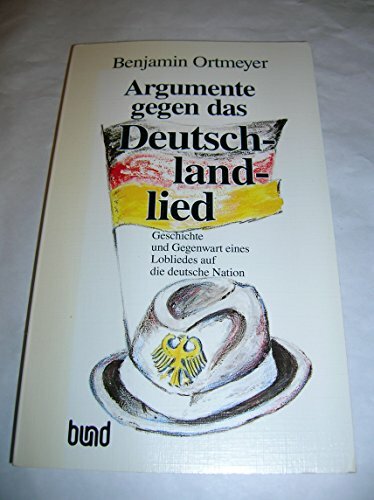 Benjamin Ortmeyer
Argumente
gegen das
Deutsch-
land-
lied
Geschichte
und Gegenwart eines
Lobliedes auf
die deutsche Nation
bund